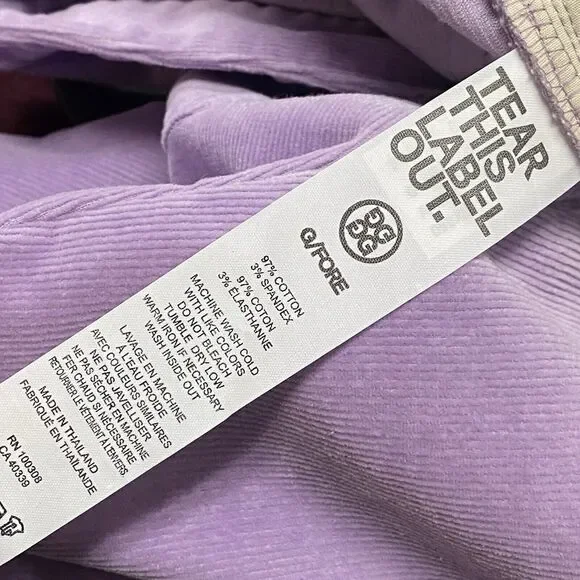 TEAR
THIS
LABEL
OUT.
G/FORE
97% COTTON
3% SPANDEX
97% COTON
3% ÉLASTHANNE
MACHINE WASH COLD
WITH LIKE COLORS
DO NOT BLEACH
TUMBLE DRY LOW
WARM IRON IF NECESSARY
WASH INSIDE OUT
LAVAGE EN MACHINE
À L'EAU FROIDE
AVEC COULEURS SIMILAIRES
NE PAS JAVELLISER
NE PAS SÉCHER EN MACHINE
FER CHAUD SI NÉCESSAIRE
RETOURNER LE VÊTEMENT À L'ENVERS
MADE IN THAILAND
FABRIQUÉ EN THAÏLANDE
RN 100308
CA 40339